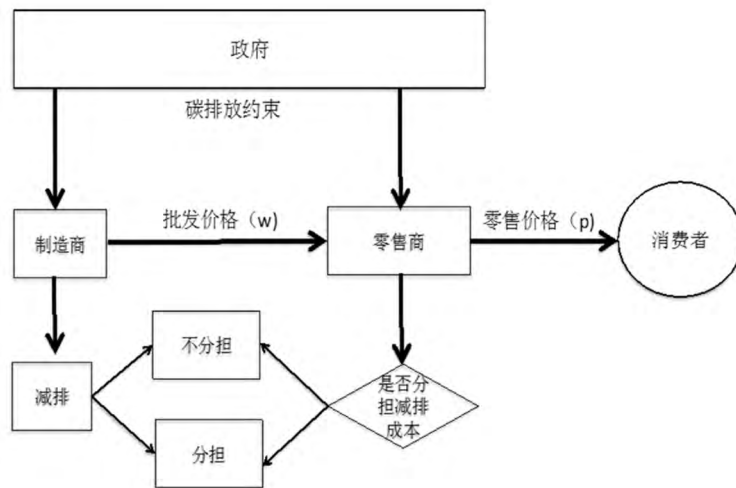 政府
碳排放约束
制造商
批发价格（w)
零售商
零售价格（p）
消费者
不分担
减排
是否分
担减排
成本
分担